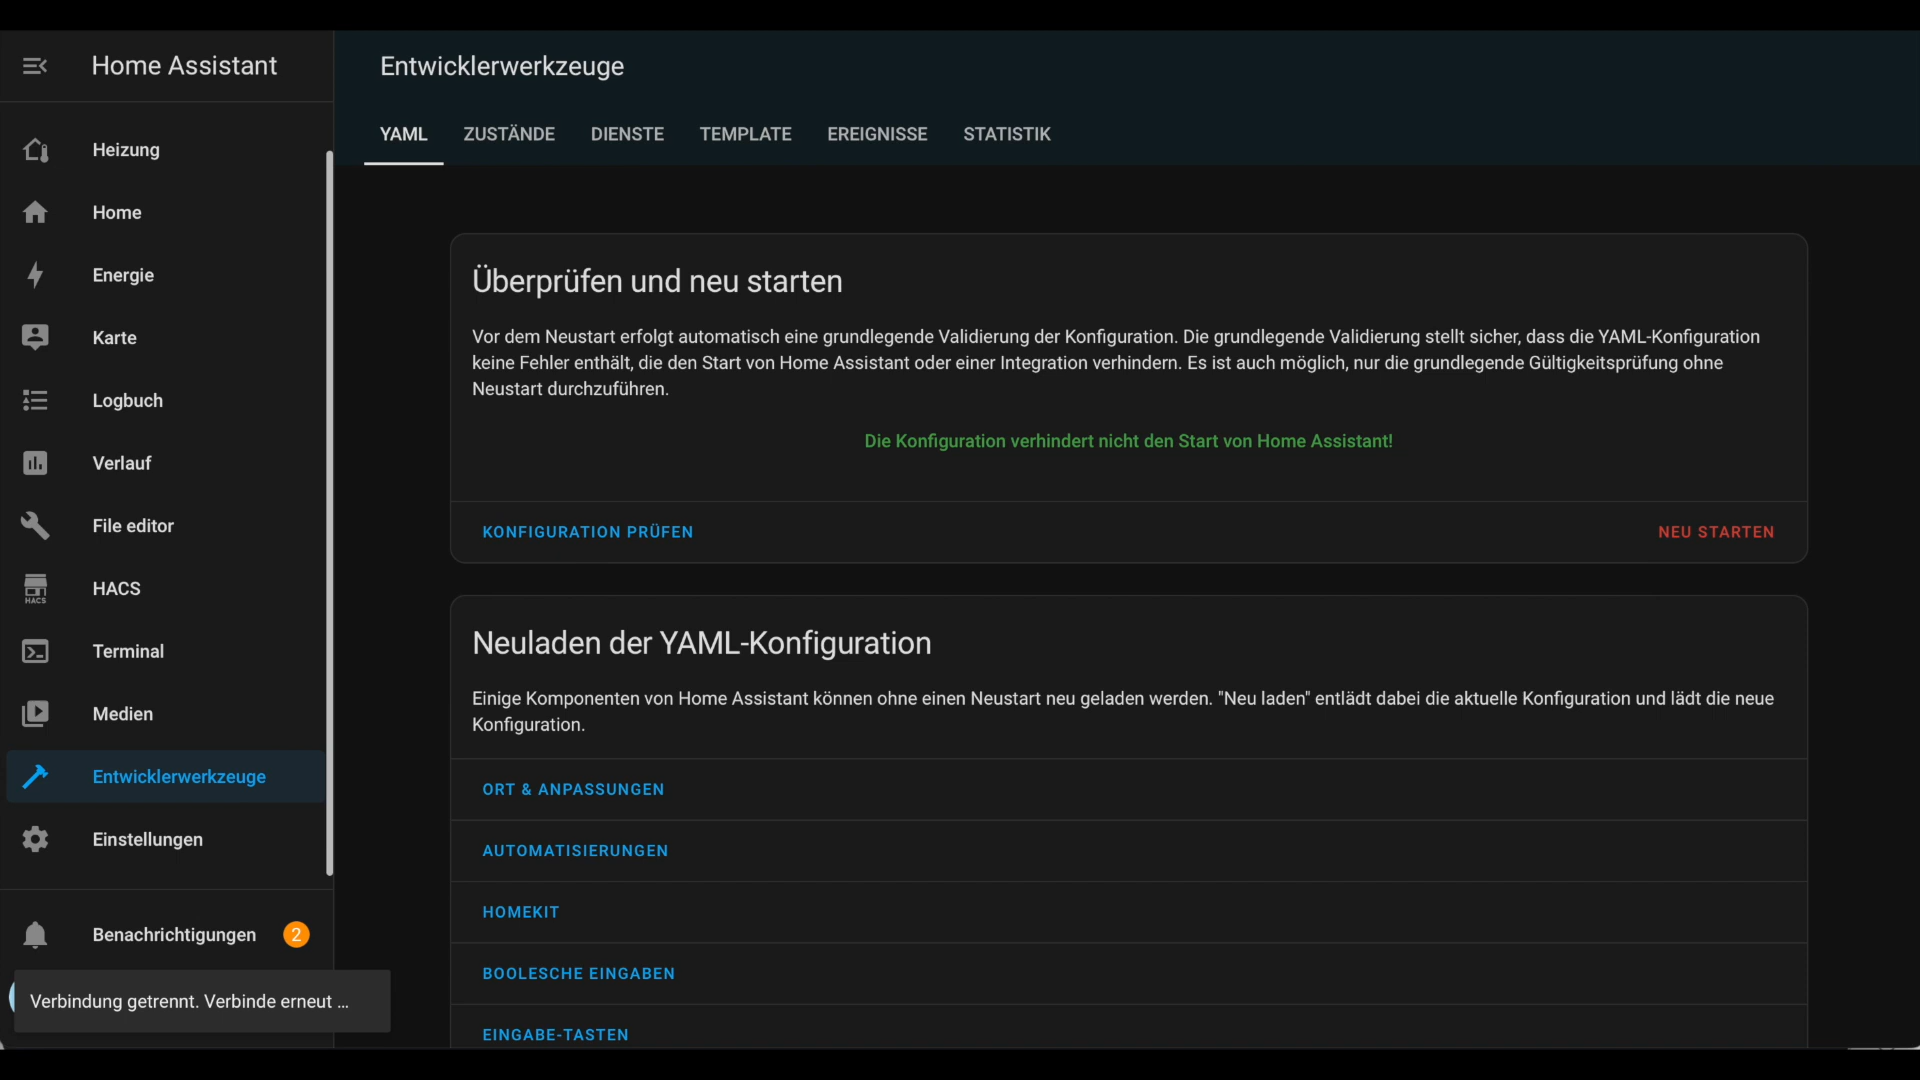 Home Assistant
Heizung
Home
Energie
Karte
Logbuch
Verlauf
File editor
HACS
HACS
Terminal
Medien
Entwicklerwerkzeuge
Einstellungen
Benachrichtigungen 2
Verbindung getrennt. Verbinde erneut ...
Entwicklerwerkzeuge
YAML ZUSTÄNDE DIENSTE TEMPLATE EREIGNISSE STATISTIK
Überprüfen und neu starten
Vor dem Neustart erfolgt automatisch eine grundlegende Validierung der Konfiguration. Die grundlegende Validierung stellt sicher, dass die YAML-Konfiguration
keine Fehler enthält, die den Start von Home Assistant oder einer Integration verhindern. Es ist auch möglich, nur die grundlegende Gültigkeitsprüfung ohne
Neustart durchzuführen.
Die Konfiguration verhindert nicht den Start von Home Assistant!
KONFIGURATION PRÜFEN NEU STARTEN
Neuladen der YAML-Konfiguration
Einige Komponenten von Home Assistant können ohne einen Neustart neu geladen werden. "Neu laden" entlädt dabei die aktuelle Konfiguration und lädt die neue
Konfiguration.
ORT & ANPASSUNGEN
AUTOMATISIERUNGEN
HOMEKIT
BOOLESCHE EINGABEN
EINGABE-TASTEN